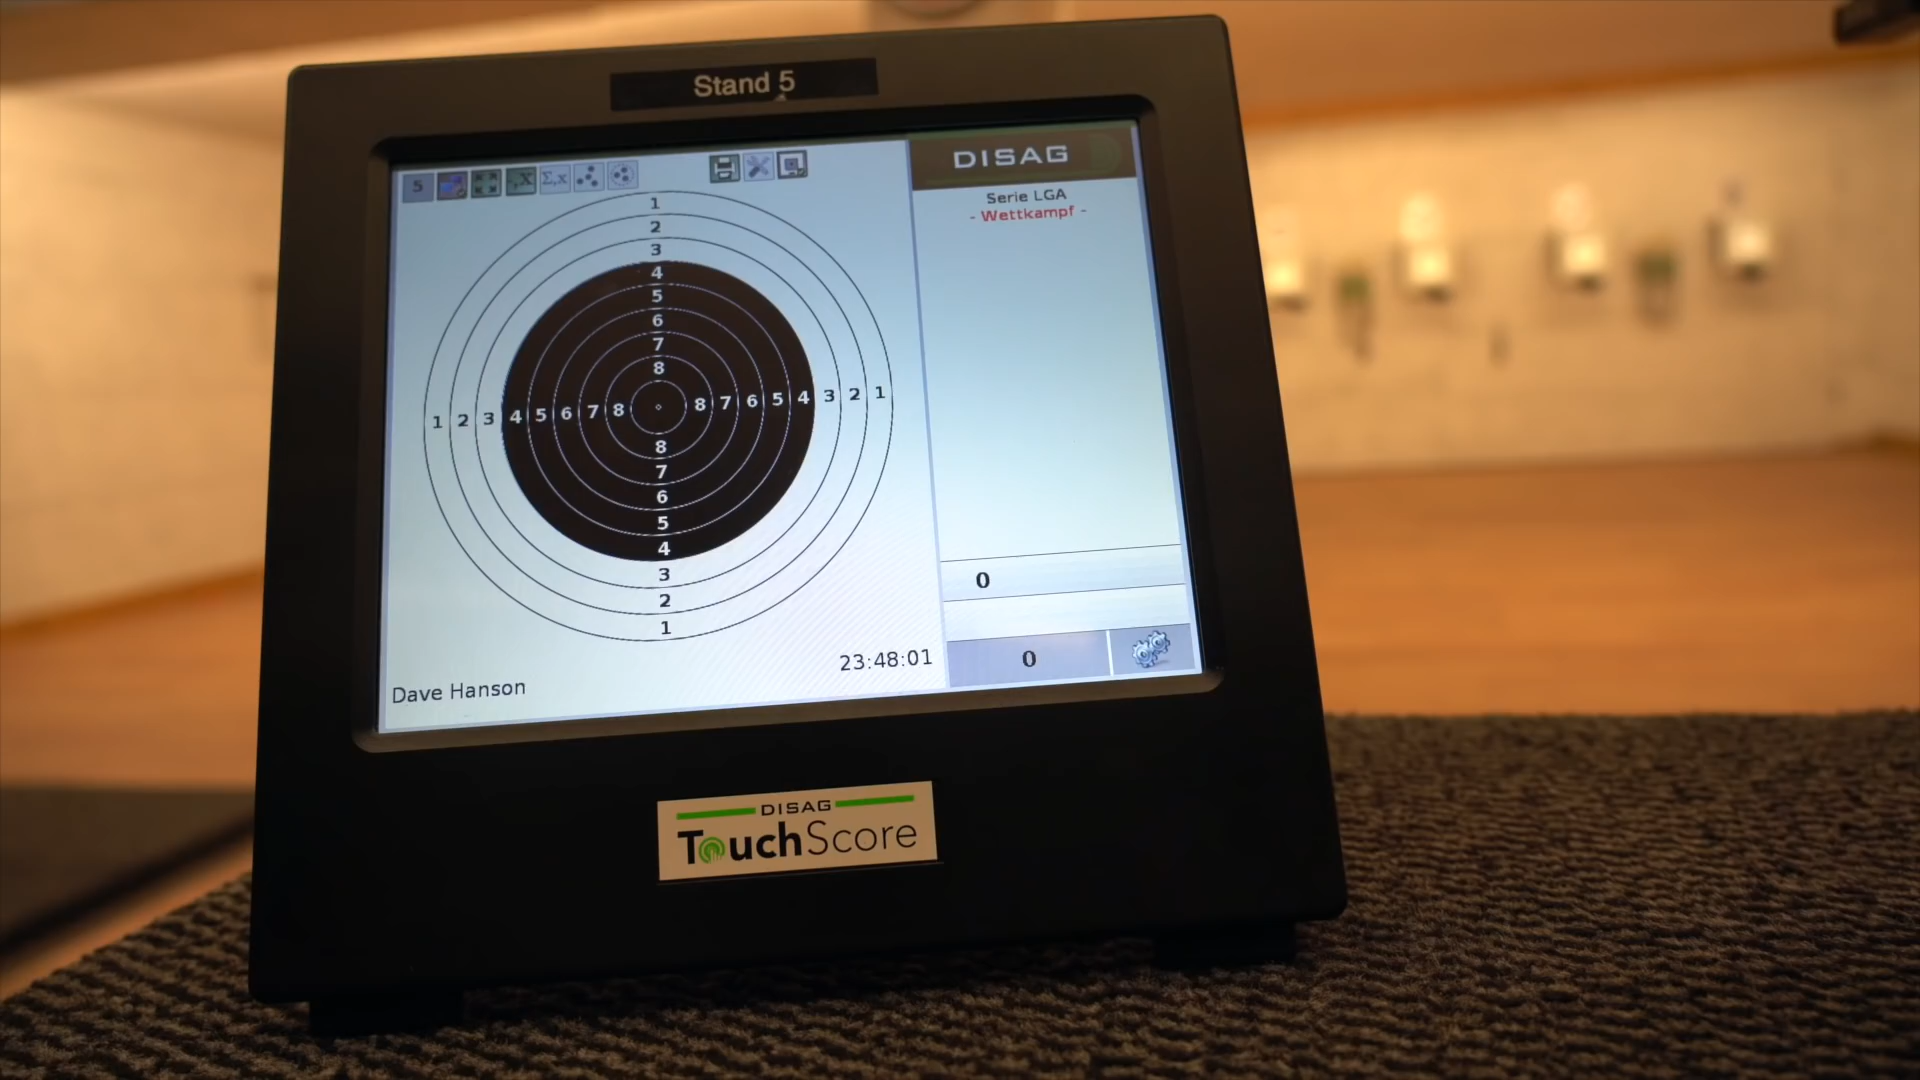 Stand 5
5 -,X Σ,x
DISAG
Serie LGA
- Wettkampf -
1
2
3
4
5
6
7
8
1 2 3 4 5 6 7 8 8 7 6 5 4 3 2 1
8
7
6
5
4
3
2
1
0
23:48:01
0
Dave Hanson
DISAG
TouchScore